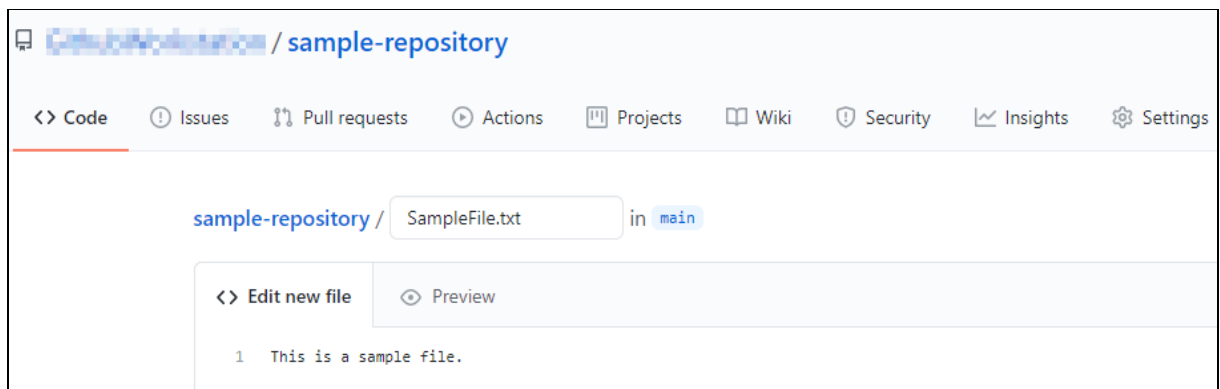 / sample-repository
<> Code Issues Pull requests Actions Projects Wiki Security Insights Settings
sample-repository / SampleFile.txt in main
<> Edit new file Preview
1 This is a sample file.